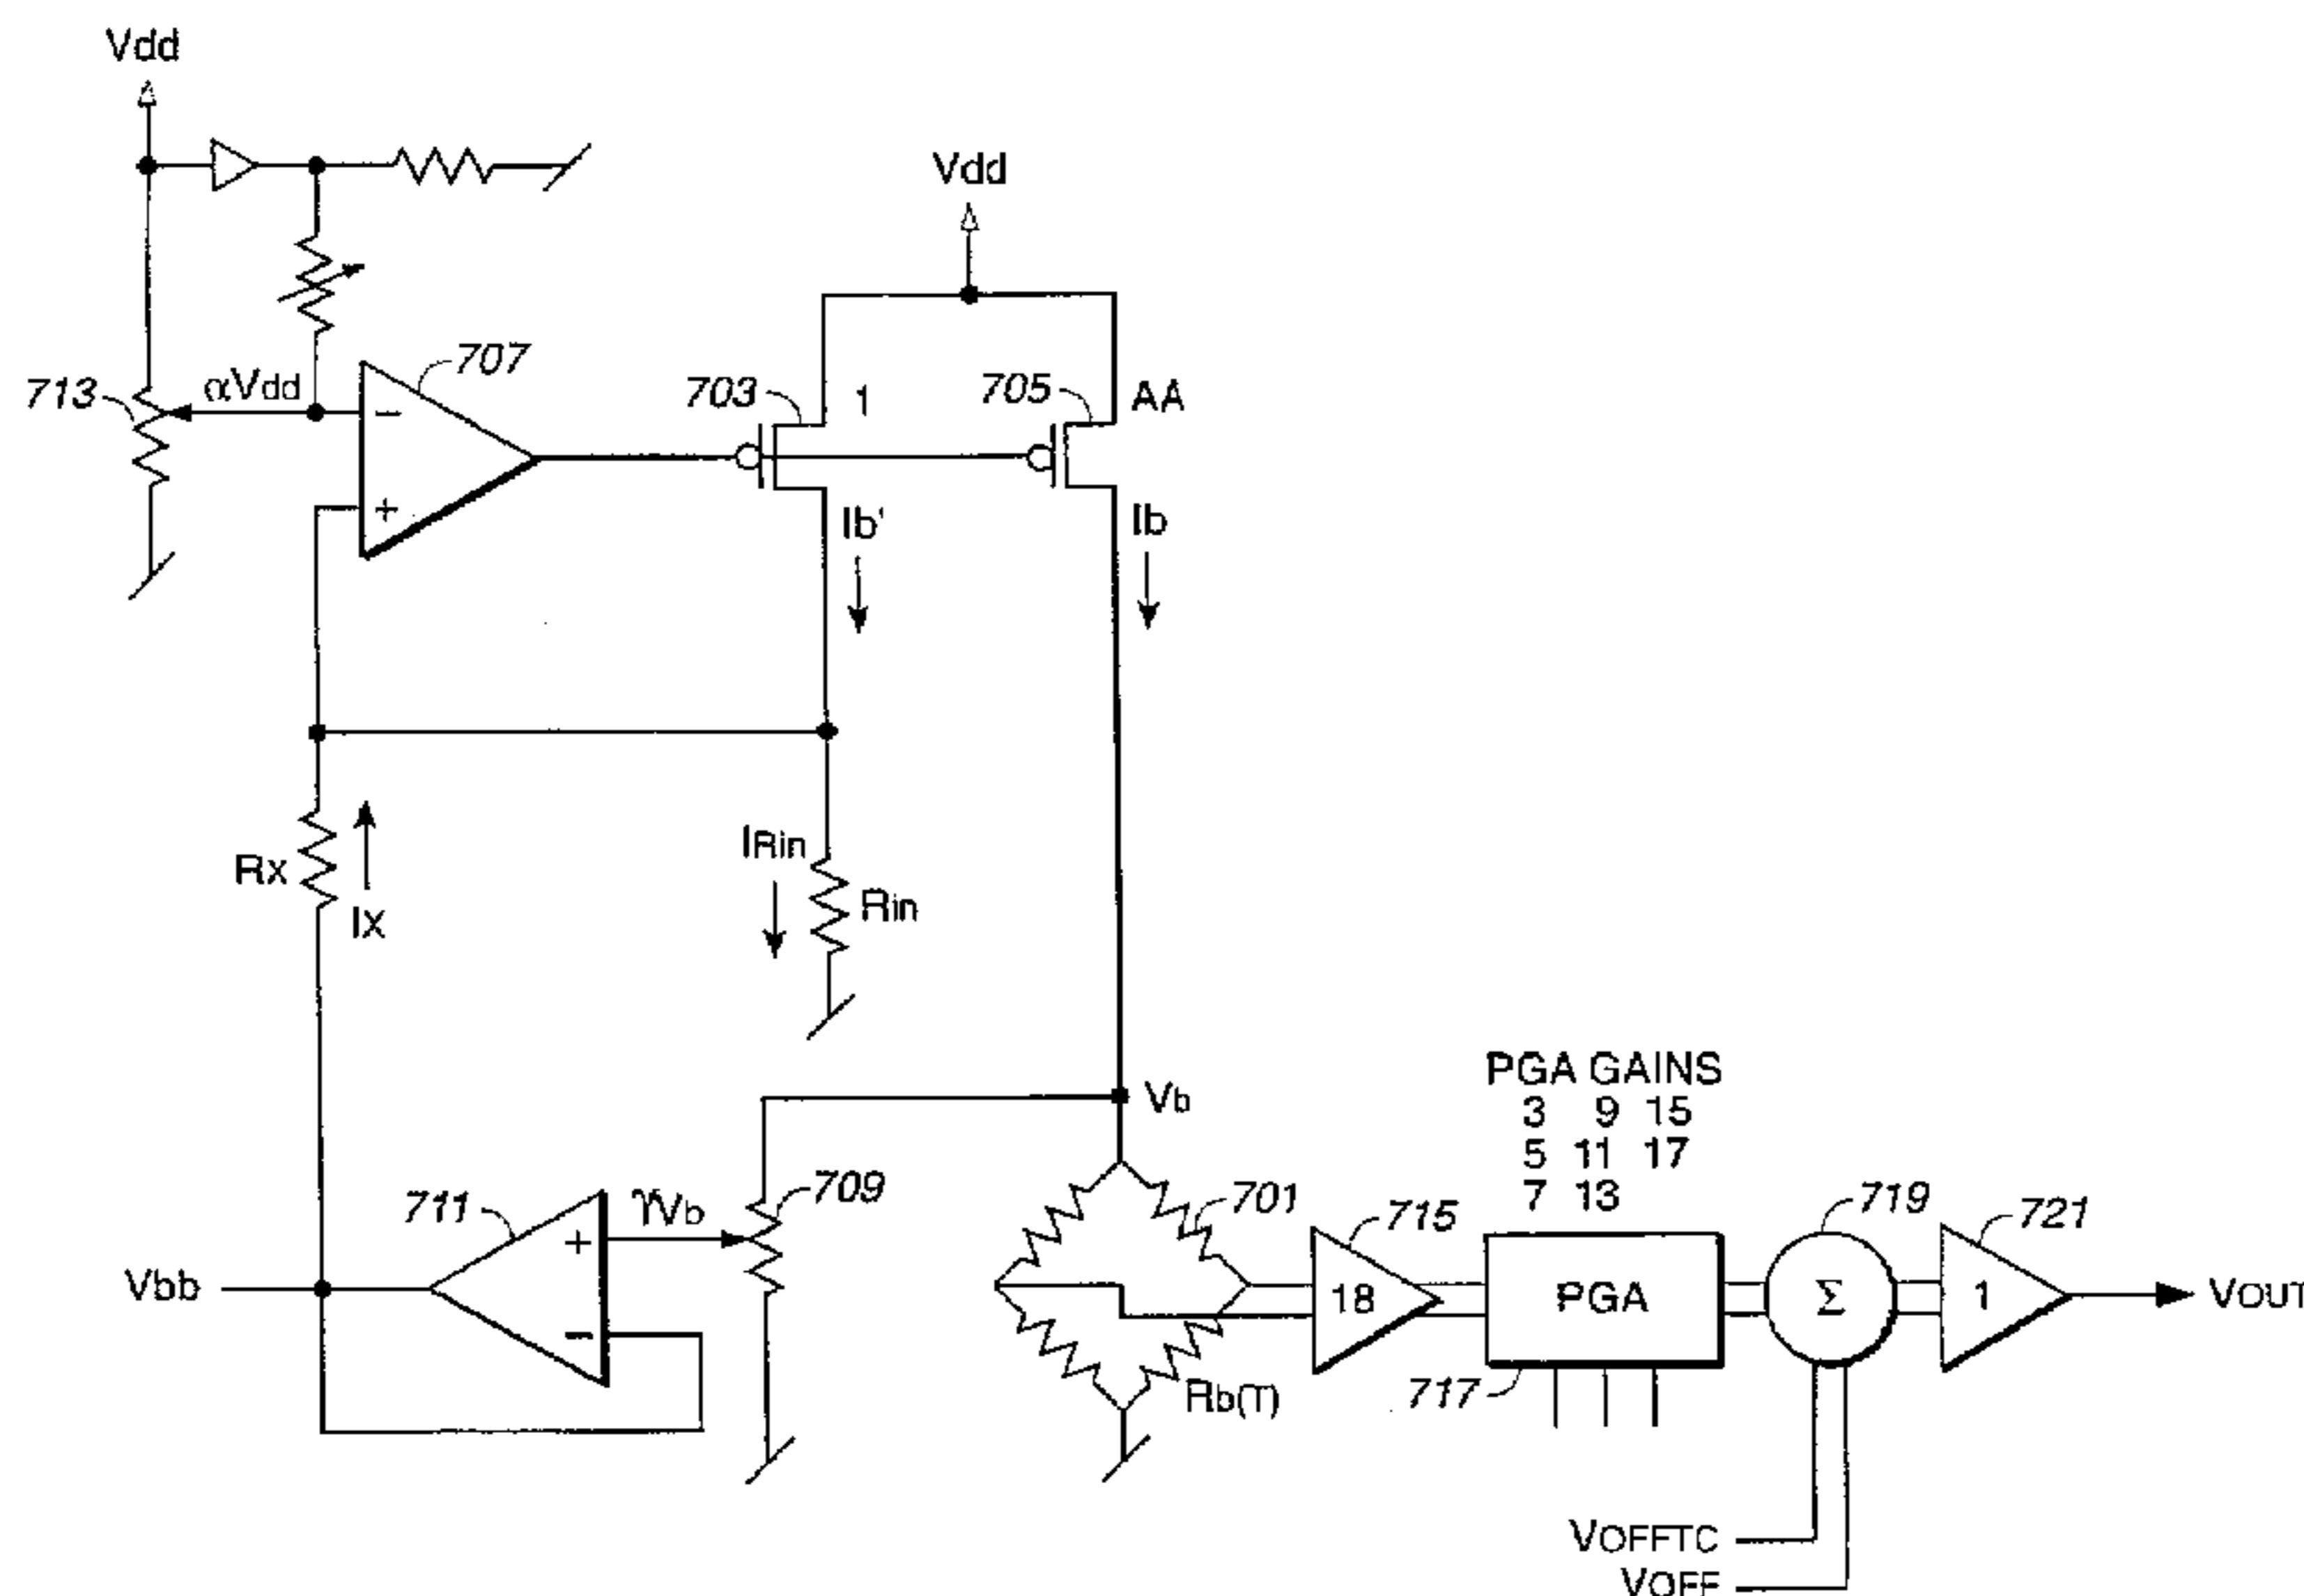 Vdd
Vdd
713
αVdd
707
703
1
705
AA
−
+
Ib'
Ib
Rx
Ix
IRin
Rin
Vb
PGA GAINS
3 9 15
5 11 17
7 13
711
γVb
709
701
715
719
721
+
−
Vbb
18
PGA
Σ
1
VOUT
Rb(T)
717
VOFFTC
VOFF